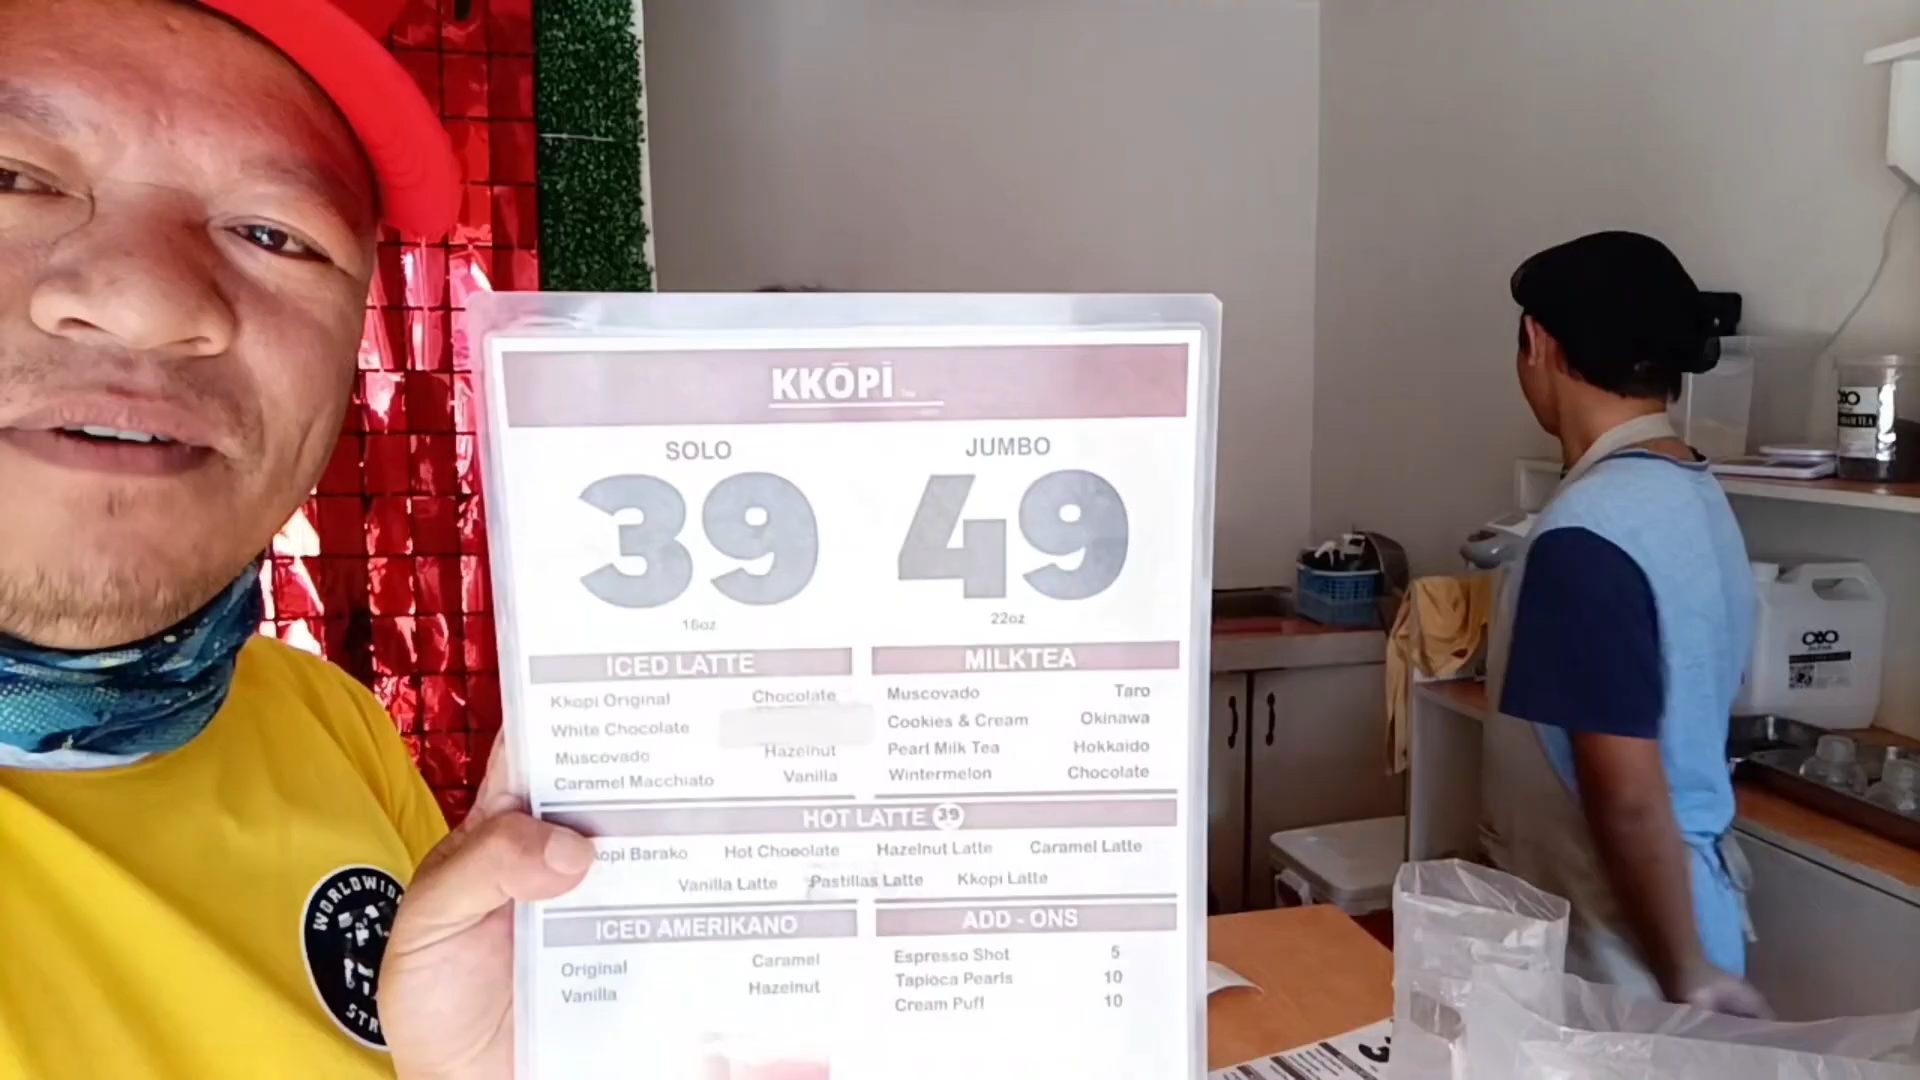 KKŌPI
SOLO JUMBO
39 49
16oz 22oz
ICED LATTE
Kkopi Original Chocolate
White Chocolate
Muscovado Hazelnut
Caramel Macchiato Vanilla
MILKTEA
Muscovado Taro
Cookies & Cream Okinawa
Pearl Milk Tea Hokkaido
Wintermelon Chocolate
HOT LATTE 39
kopi Barako Hot Chocolate Hazelnut Latte Caramel Latte
Vanilla Latte Pastillas Latte Kkopi Latte
ICED AMERIKANO
Original Caramel
Vanilla Hazelnut
ADD - ONS
Espresso Shot 5
Tapioca Pearls 10
Cream Puff 10
WORLDWID
STR